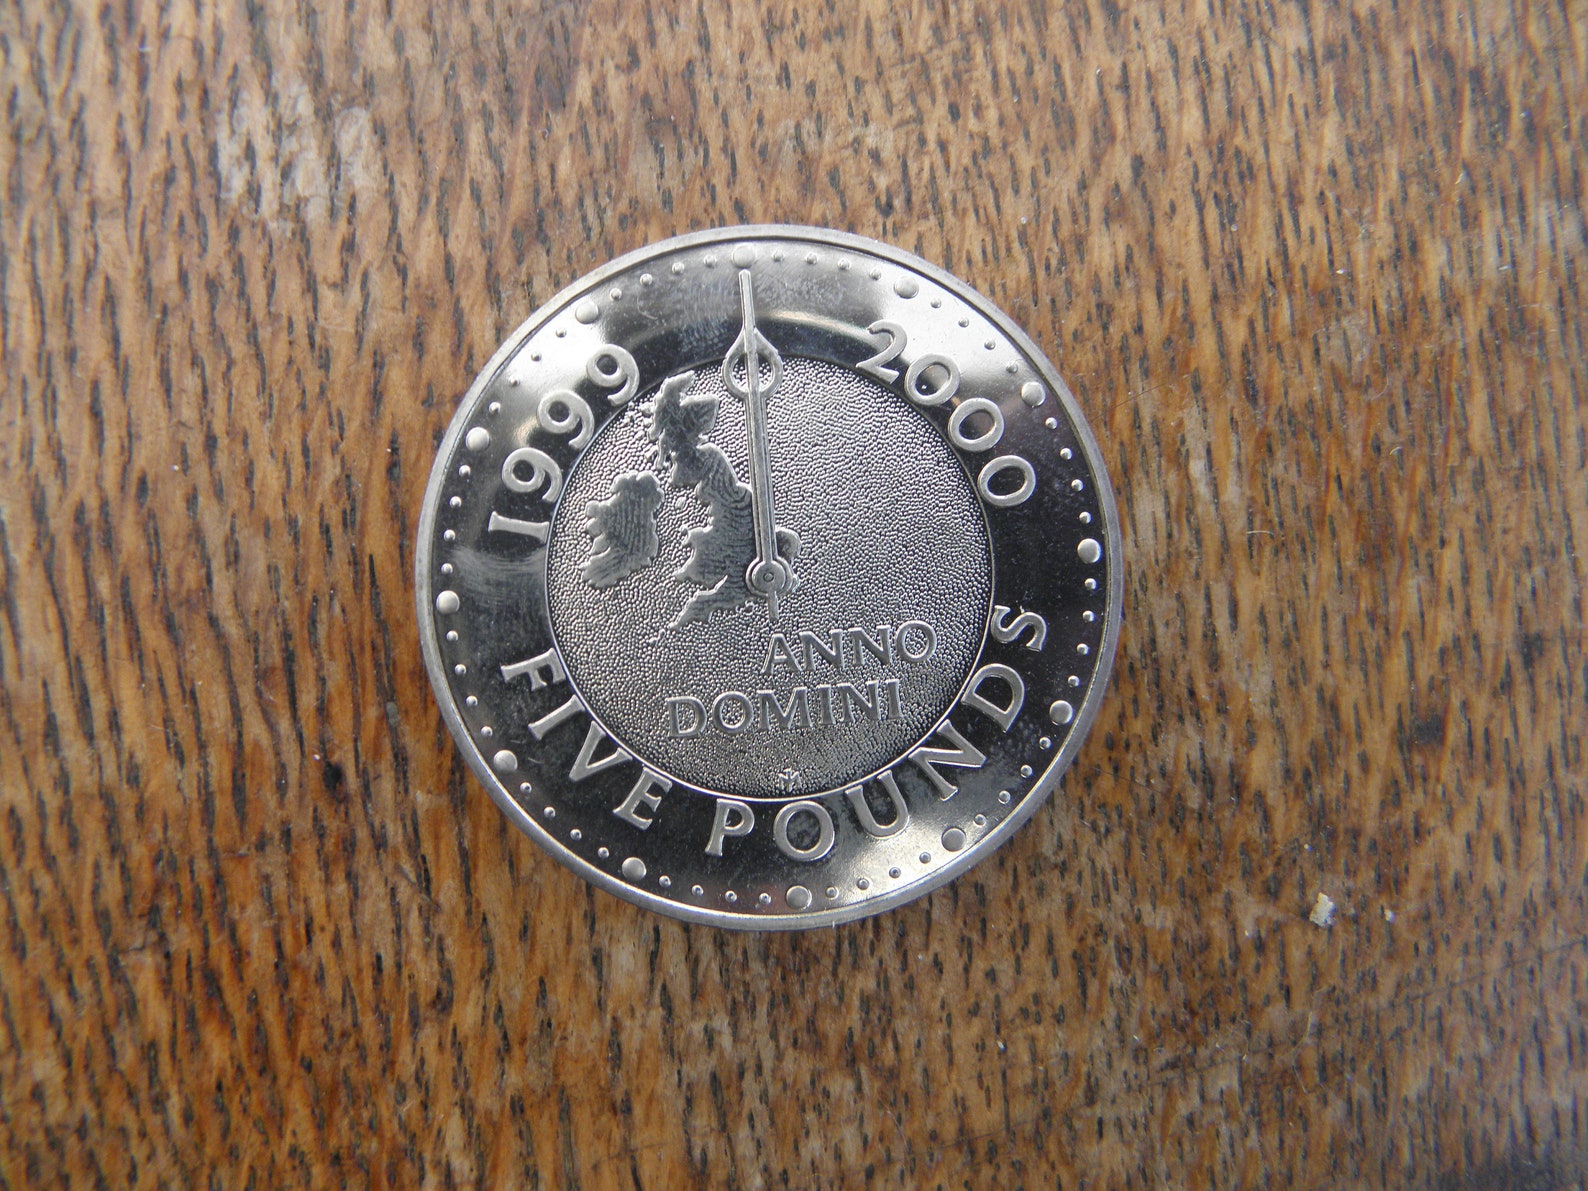 1999
2000
ANNO
DOMINI
FIVE POUNDS